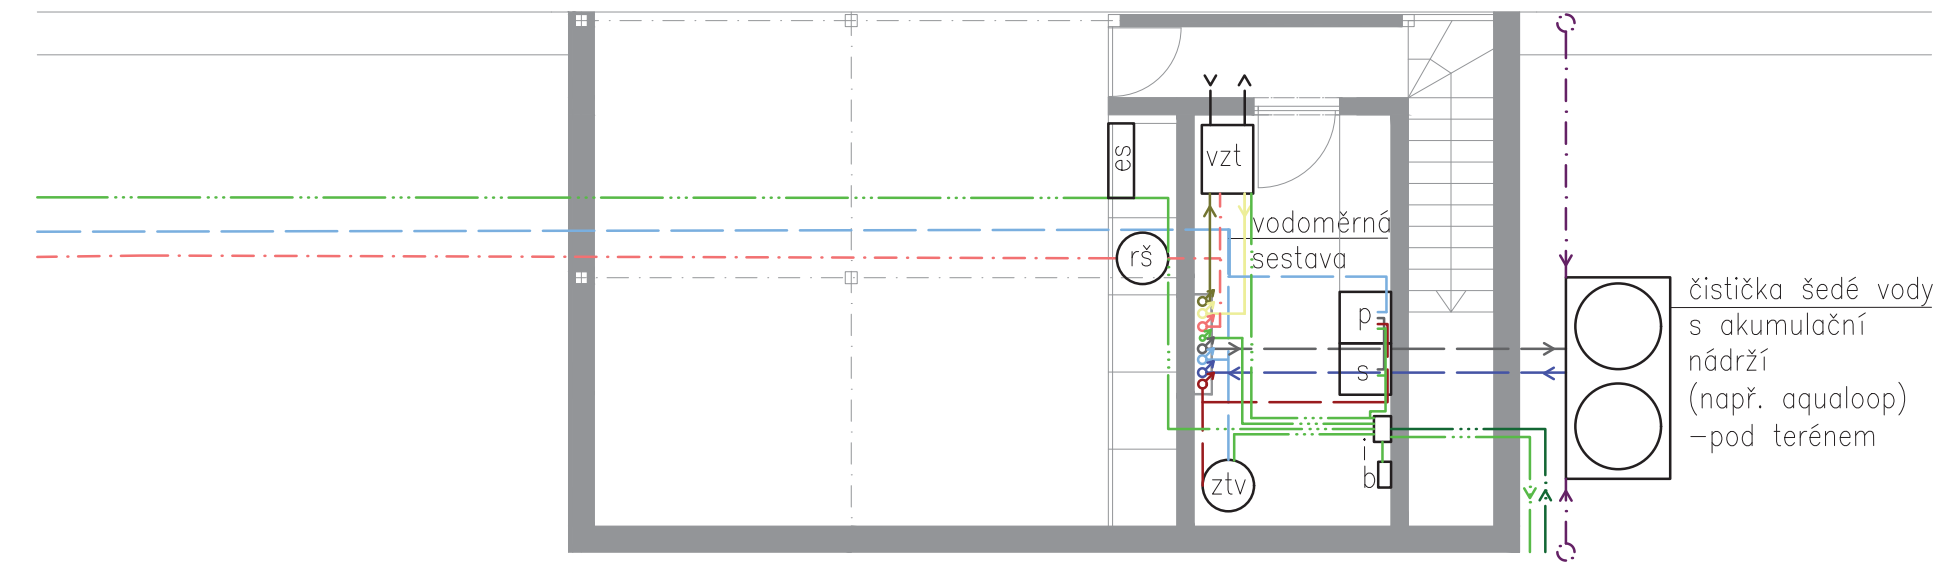 es
vzt
vodoměrná
sestava
rš
p
s
i
b
ztv
čistička šedé vody
s akumulační
nádrží
(např. aqualoop)
–pod terénem